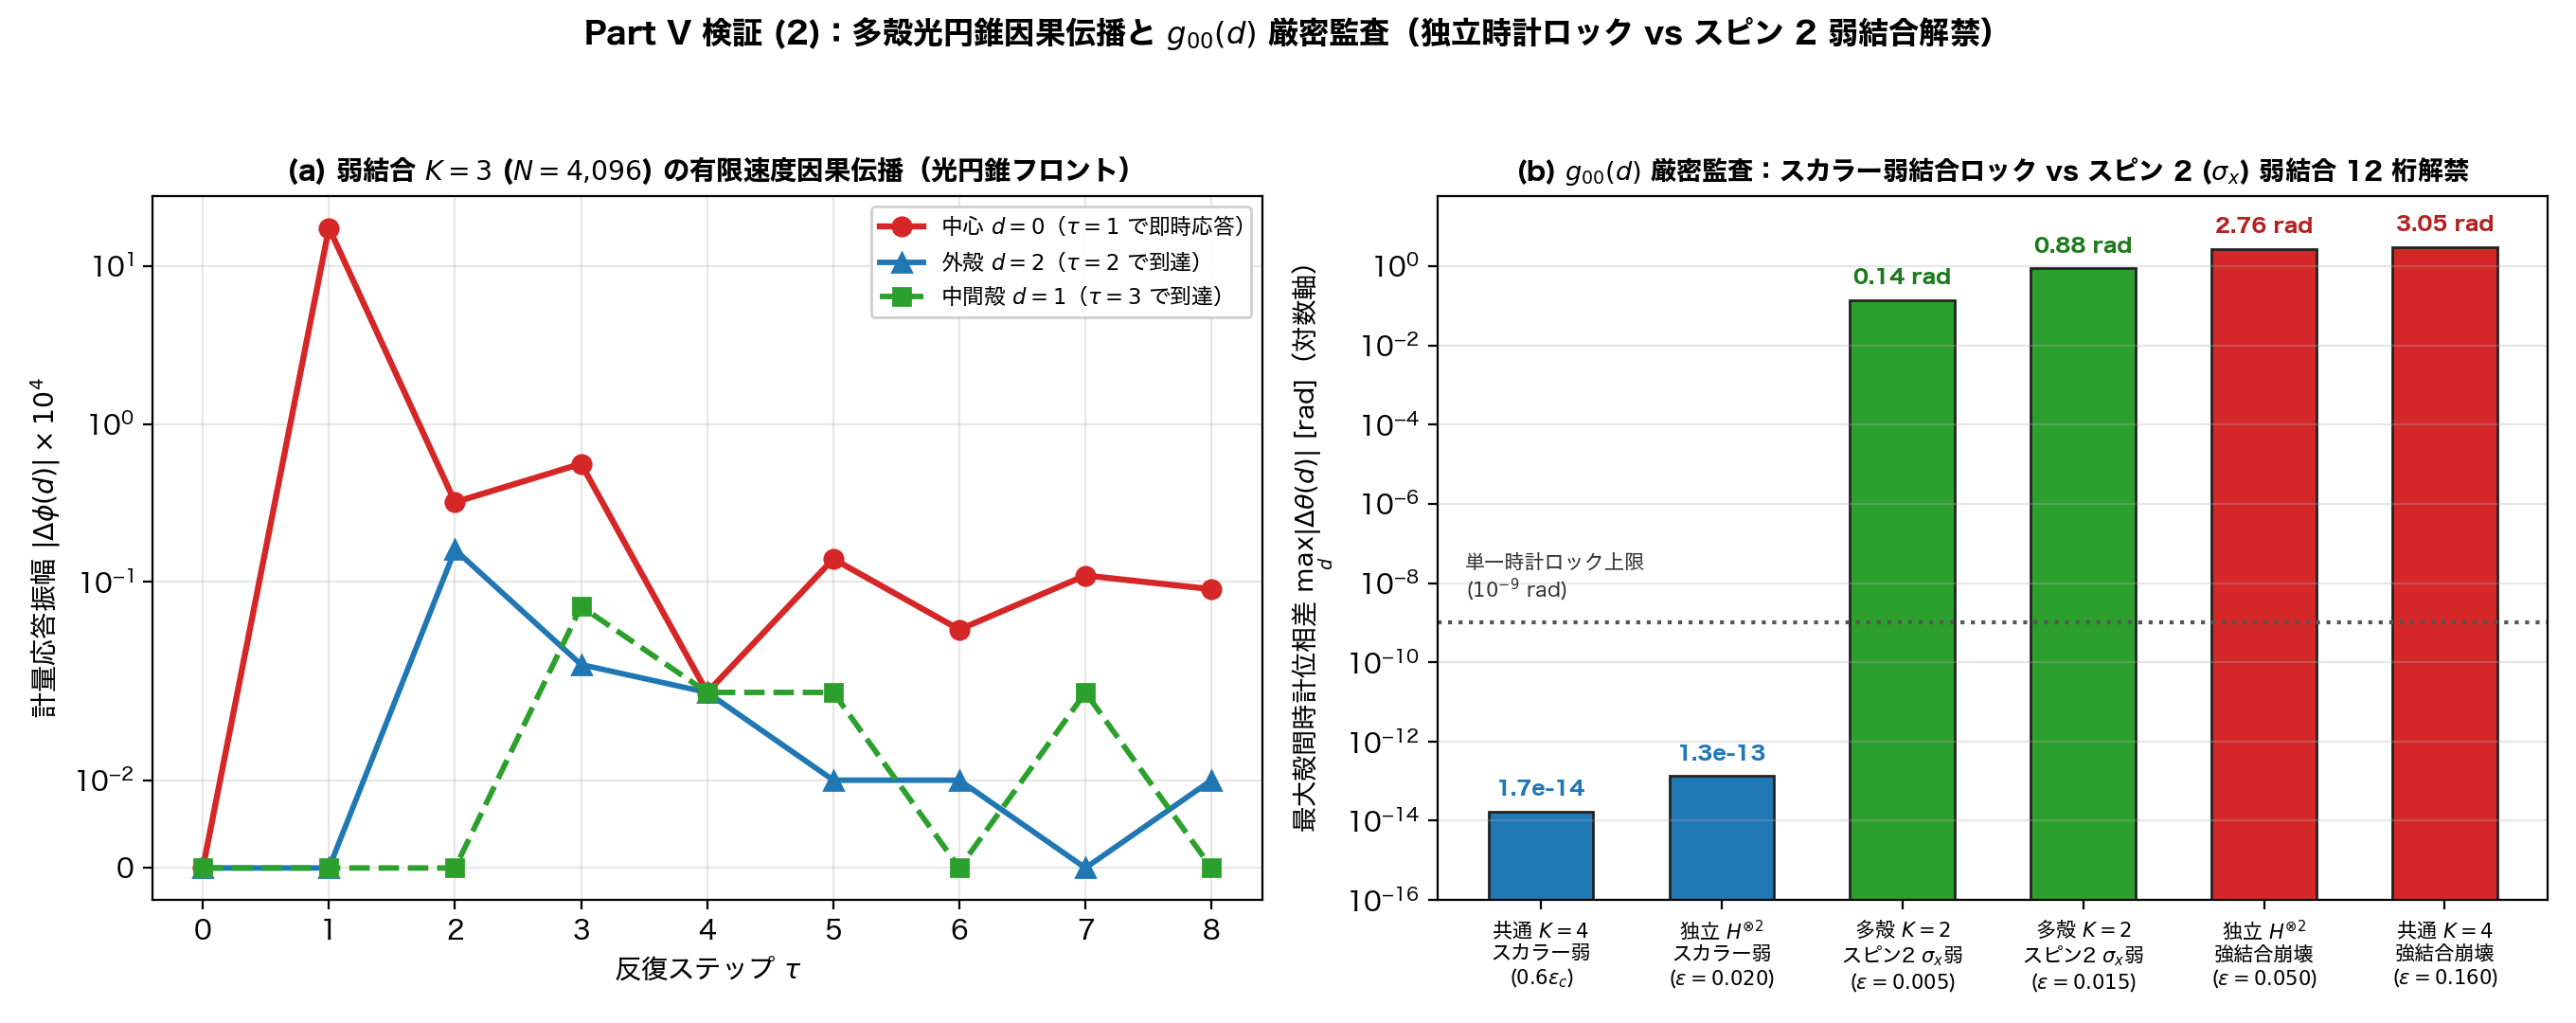 Part V 検証 (2)：多殻光円錐因果伝播と g₀₀(d) 厳密監査（独立時計ロック vs スピン 2 弱結合解禁）
(a) 弱結合 K = 3 (N = 4,096) の有限速度因果伝播（光円錐フロント）
計量応答振幅 |Δϕ(d)| × 10⁴
10¹
10⁰
10⁻¹
10⁻²
0
中心 d = 0（τ = 1 で即時応答）
外殻 d = 2（τ = 2 で到達）
中間殻 d = 1（τ = 3 で到達）
0 1 2 3 4 5 6 7 8
反復ステップ τ
(b) g₀₀(d) 厳密監査：スカラー弱結合ロック vs スピン 2 (σₓ) 弱結合 12 桁解禁
最大殻間時計位相差 max|Δθ(d)| [rad]（対数軸）
d
10⁰
10⁻²
10⁻⁴
10⁻⁶
10⁻⁸
10⁻¹⁰
10⁻¹²
10⁻¹⁴
10⁻¹⁶
単一時計ロック上限
(10⁻⁹ rad)
1.7e-14
1.3e-13
0.14 rad
0.88 rad
2.76 rad
3.05 rad
共通 K = 4
スカラー弱
(0.6εc)
独立 H⊗²
スカラー弱
(ε = 0.020)
多殻 K = 2
スピン2 σₓ弱
(ε = 0.005)
多殻 K = 2
スピン2 σₓ弱
(ε = 0.015)
独立 H⊗²
強結合崩壊
(ε = 0.050)
共通 K = 4
強結合崩壊
(ε = 0.160)